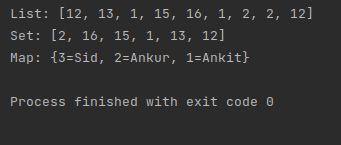 List: [12, 13, 1, 15, 16, 1, 2, 2, 12]
Set: [2, 16, 15, 1, 13, 12]
Map: {3=Sid, 2=Ankur, 1=Ankit}
Process finished with exit code 0